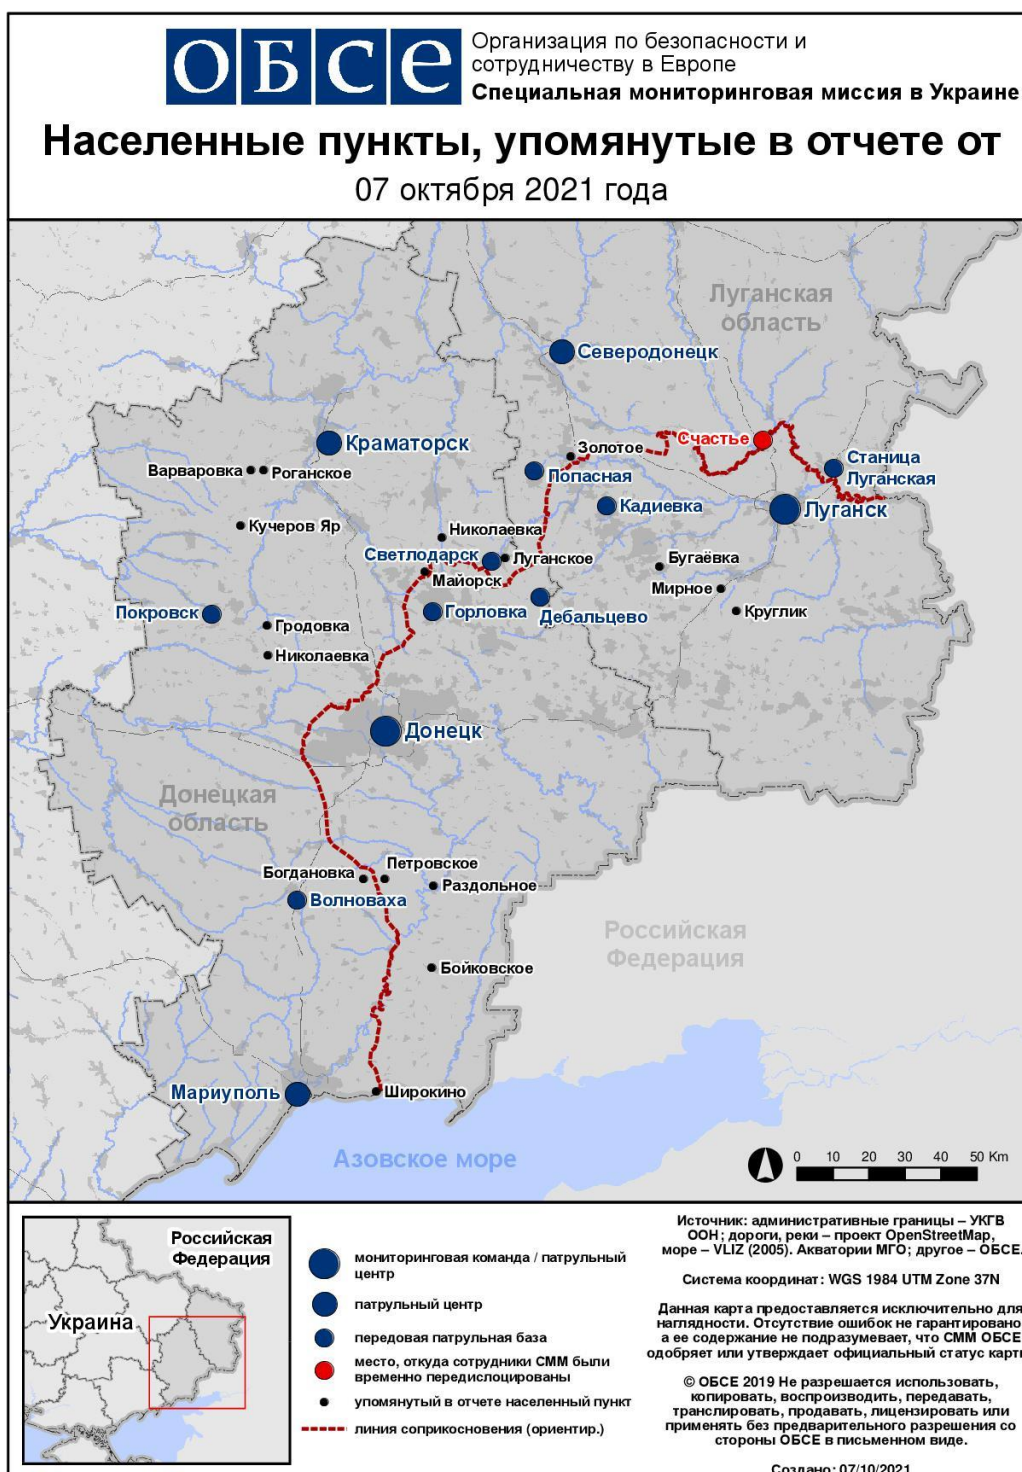 ОБСЕ
Организация по безопасности и
сотрудничеству в Европе
Специальная мониторинговая миссия в Украине
Населенные пункты, упомянутые в отчете от
07 октября 2021 года
Луганская
область
Северодонецк
Краматорск
Счастье
Золотое
Варваровка
Роганское
Попасная
Станица
Луганская
Кадиевка
Луганск
Кучеров Яр
Николаевка
Светлодарск
Луганское
Бугаёвка
Майорск
Мирное
Покровск
Горловка
Дебальцево
Круглик
Гродовка
Николаевка
Донецк
Донецкая
область
Петровское
Богдановка
Раздольное
Волноваха
Российская
Федерация
Бойковское
Мариуполь
Широкино
Азовское море
0 10 20 30 40 50 Km
Российская
Федерация
Украина
мониторинговая команда / патрульный
центр
патрульный центр
передовая патрульная база
место, откуда сотрудники СММ были
временно передислоцированы
упомянутый в отчете населенный пункт
линия соприкосновения (ориентир.)
Источник: административные границы – УКГВ
ООН; дороги, реки – проект OpenStreetMap,
море – VLIZ (2005). Акватории МГО; другое – ОБСЕ.
Система координат: WGS 1984 UTM Zone 37N
Данная карта предоставляется исключительно для
наглядности. Отсутствие ошибок не гарантировано,
а ее содержание не подразумевает, что СММ ОБСЕ
одобряет или утверждает официальный статус карты
© ОБСЕ 2019 Не разрешается использовать,
копировать, воспроизводить, передавать,
транслировать, продавать, лицензировать или
применять без предварительного разрешения со
стороны ОБСЕ в письменном виде.
Создано: 07/10/2021